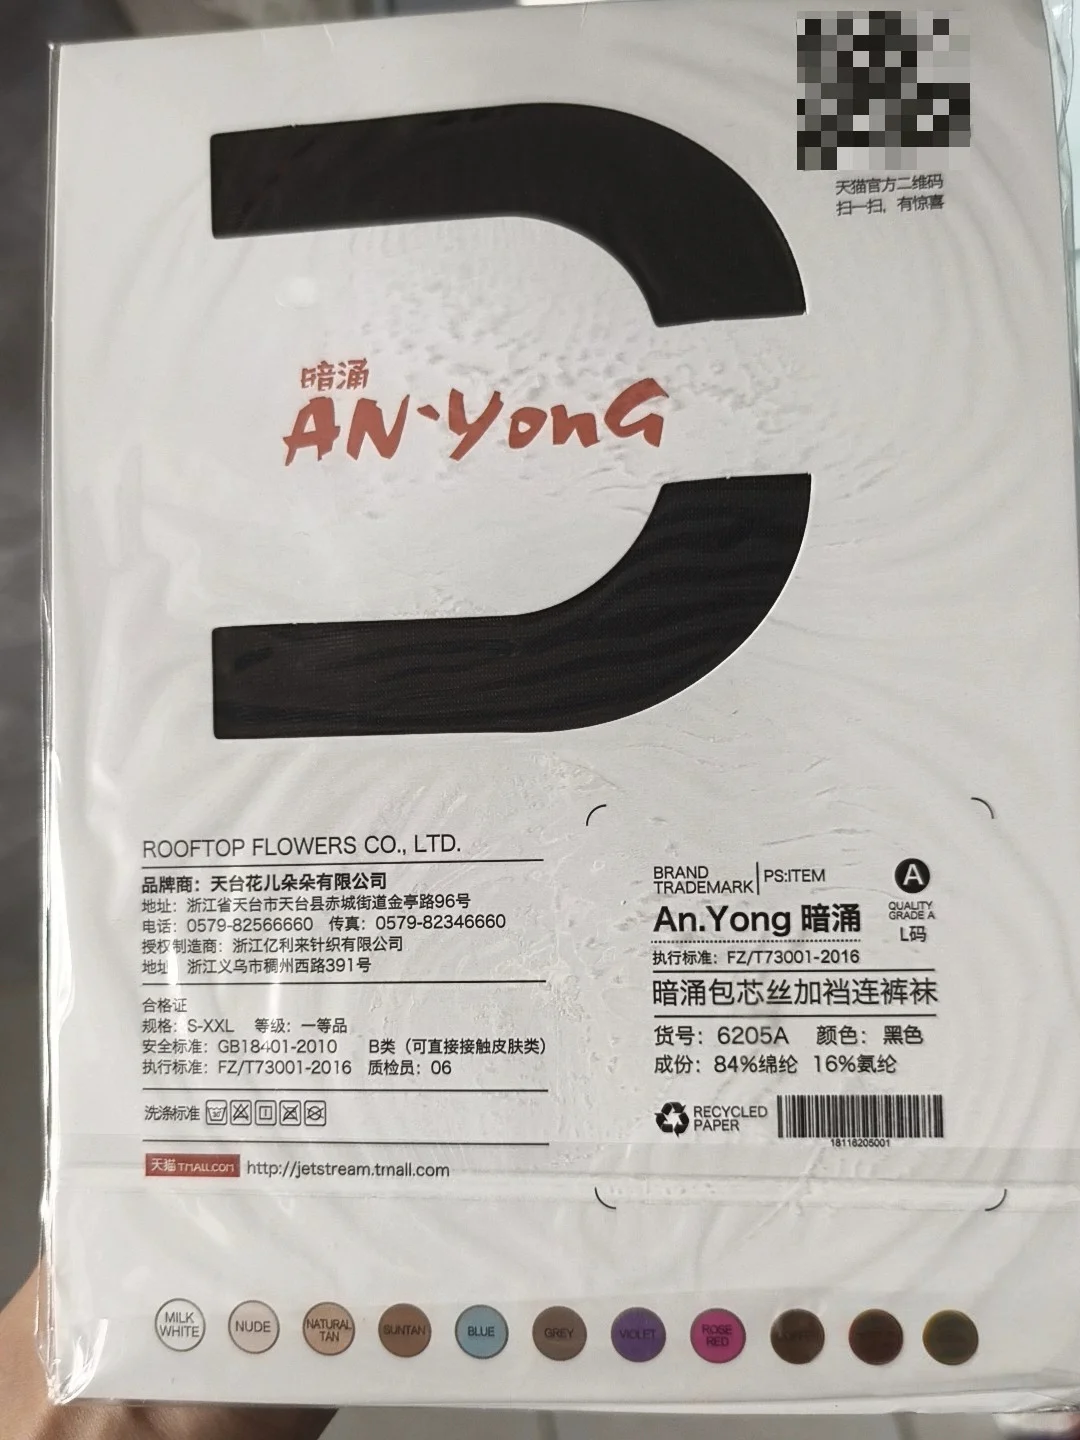 天猫官方二维码
扫一扫，有惊喜
暗涌
AN·YonG
ROOFTOP FLOWERS CO., LTD.
品牌商：天台花儿朵朵有限公司
地址：浙江省天台市天台县赤城街道金亭路96号
电话：0579-82566660 传真：0579-82346660
授权制造商：浙江亿利来针织有限公司
地址 浙江义乌市稠州西路391号
合格证
规格：S-XXL 等级：一等品
安全标准：GB18401-2010 B类（可直接接触皮肤类）
执行标准：FZ/T73001-2016 质检员：06
洗涤标准
天猫 TMALL.COM http://jetstream.tmall.com
BRAND
TRADEMARK PS:ITEM
A
QUALITY
GRADE A
L码
An.Yong 暗涌
执行标准：FZ/T73001-2016
暗涌包芯丝加裆连裤袜
货号：6205A 颜色：黑色
成份：84%绵纶 16%氨纶
RECYCLED
PAPER
18116205001
MILK
WHITE
NUDE
NATURAL
TAN
SUNTAN
BLUE
GREY
VIOLET
ROSE
RED